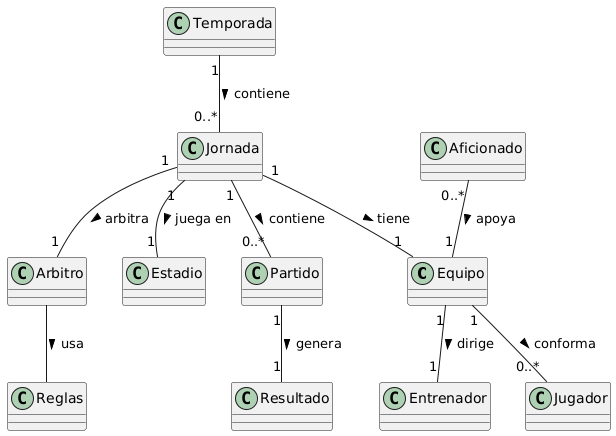 C Temporada
1
contiene
0..*
C Jornada
C Aficionado
1
1
1
1
0..*
arbitra
juega en
contiene
tiene
apoya
1
1
0..*
1
1
C Arbitro
C Estadio
C Partido
C Equipo
1
1
1
usa
genera
dirige
conforma
1
1
0..*
C Reglas
C Resultado
C Entrenador
C Jugador